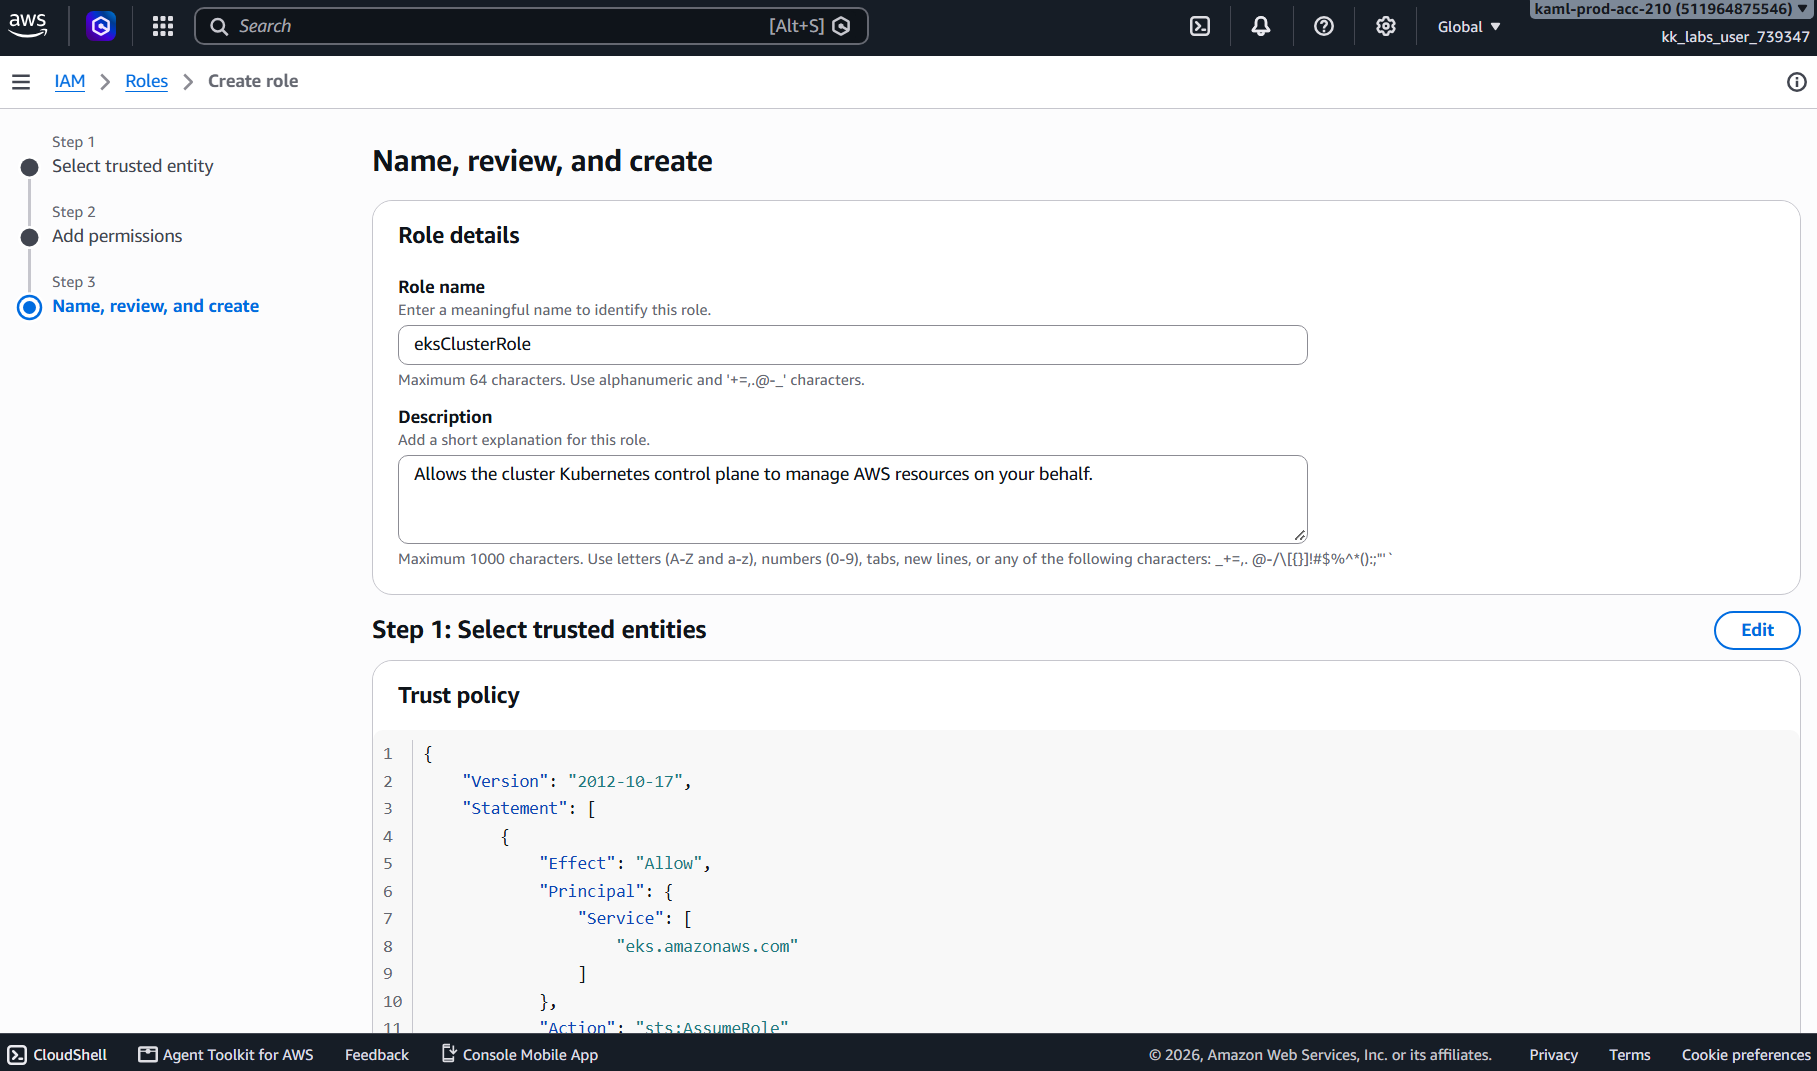 aws
Search [Alt+S]
Global
kaml-prod-acc-210 (511964875546)
kk_labs_user_739347
IAM > Roles > Create role
Step 1
Select trusted entity
Step 2
Add permissions
Step 3
Name, review, and create
Name, review, and create
Role details
Role name
Enter a meaningful name to identify this role.
eksClusterRole
Maximum 64 characters. Use alphanumeric and '+=,.@-_' characters.
Description
Add a short explanation for this role.
Allows the cluster Kubernetes control plane to manage AWS resources on your behalf.
Maximum 1000 characters. Use letters (A-Z and a-z), numbers (0-9), tabs, new lines, or any of the following characters: _+=,. @-/\[{}]!#$%^*();:"'`
Step 1: Select trusted entities
Edit
Trust policy
1 {
2 "Version": "2012-10-17",
3 "Statement": [
4 {
5 "Effect": "Allow",
6 "Principal": {
7 "Service": [
8 "eks.amazonaws.com"
9 ]
10 },
11 "Action": "sts:AssumeRole"
CloudShell
Agent Toolkit for AWS
Feedback
Console Mobile App
© 2026, Amazon Web Services, Inc. or its affiliates.
Privacy
Terms
Cookie preferences